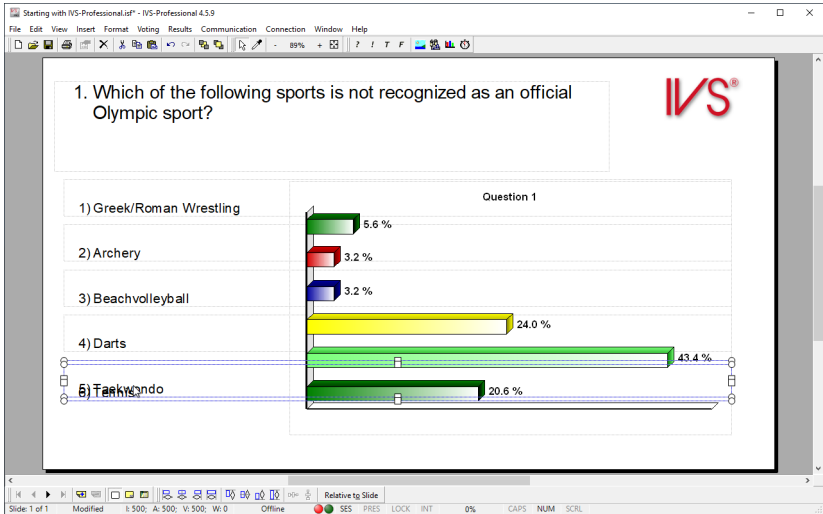 Starting with IVS-Professional.isf* - IVS-Professional 4.5.9
File Edit View Insert Format Voting Results Communication Connection Window Help
- 89% + ? ! T F
1. Which of the following sports is not recognized as an official
Olympic sport?
IVS®
Question 1
1) Greek/Roman Wrestling
5.6 %
2) Archery
3.2 %
3) Beachvolleyball
3.2 %
24.0 %
4) Darts
43.4 %
5) Taekwondo
6) Tennis
20.6 %
Relative to Slide
Slide: 1 of 1 Modified I: 500; A: 500; V: 500; W: 0 Offline SES PRES LOCK INT 0% CAPS NUM SCRL